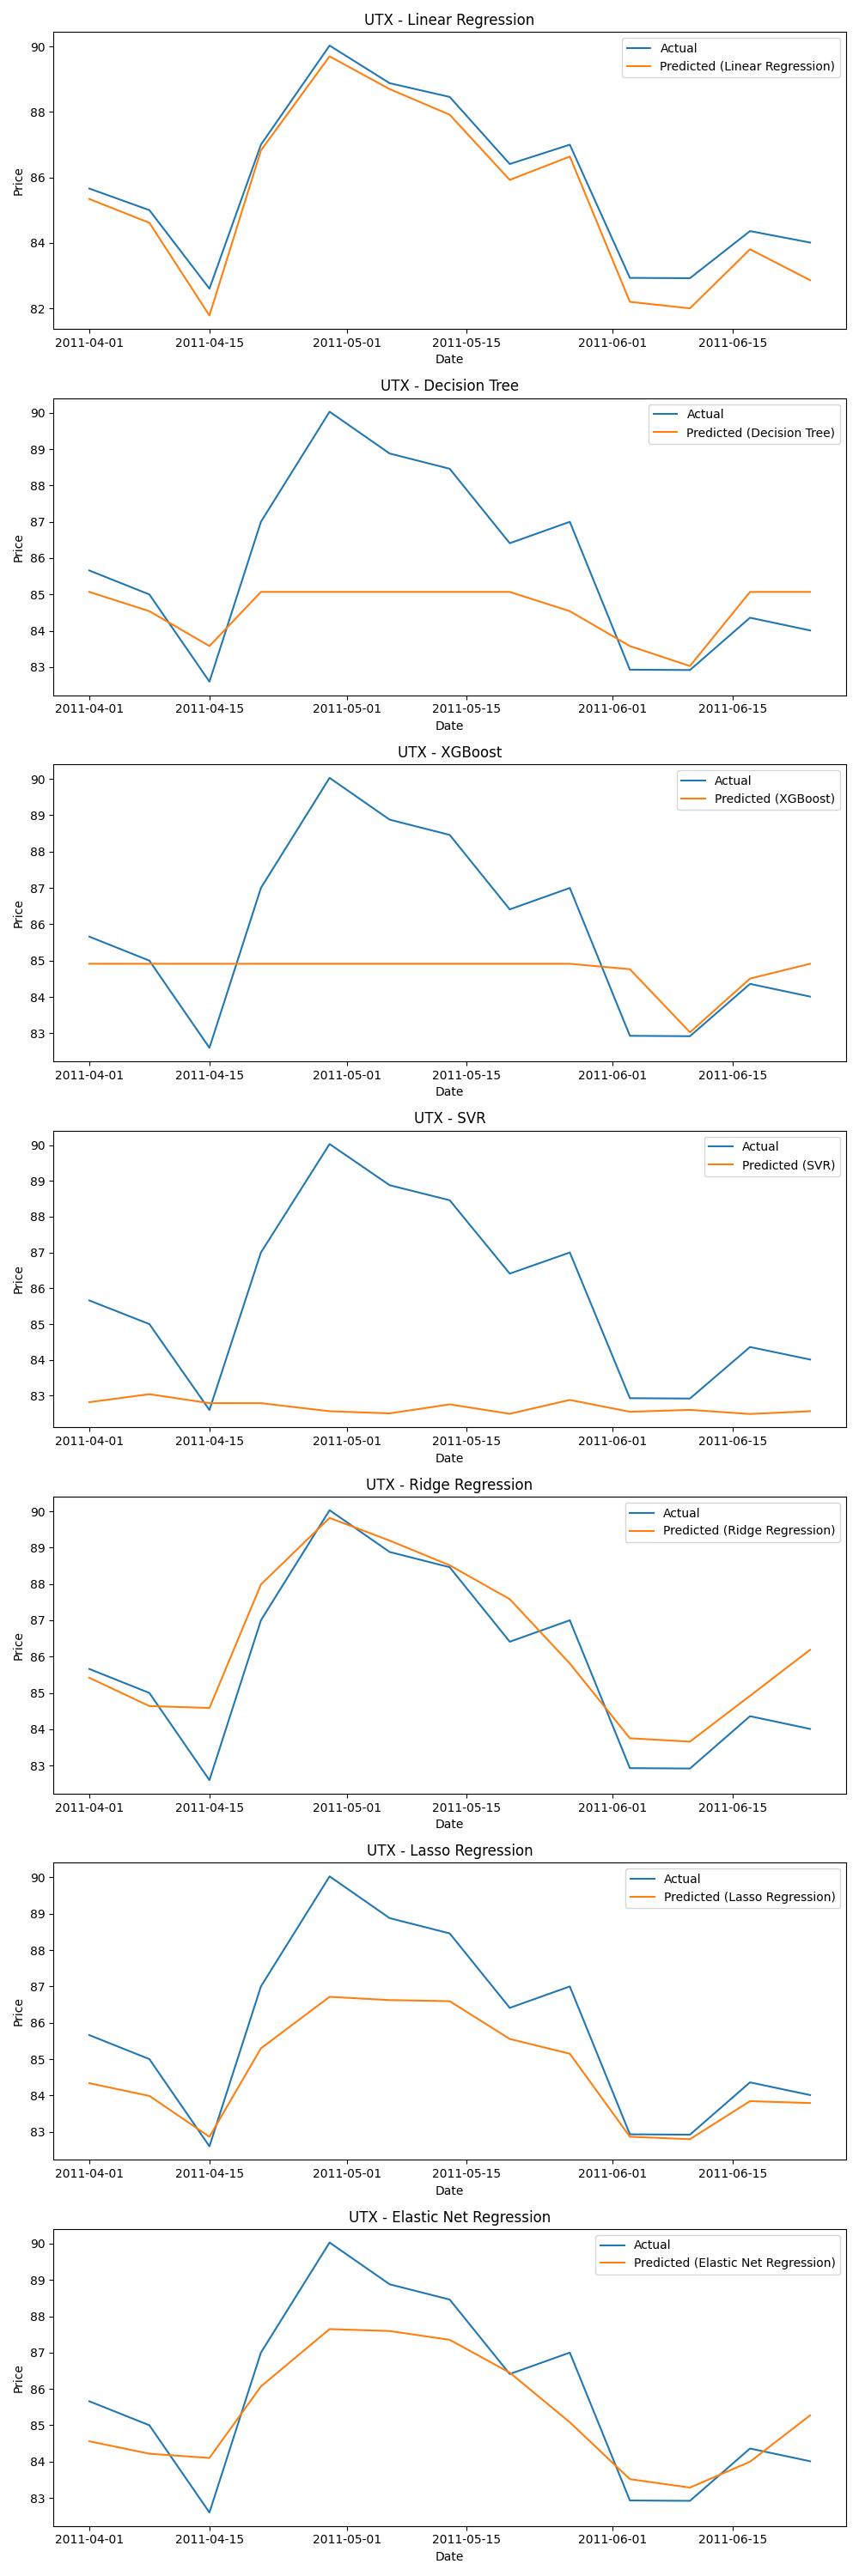 UTX - Linear Regression
Actual
Predicted (Linear Regression)
90
88
86
84
82
Price
2011-04-01 2011-04-15 2011-05-01 2011-05-15 2011-06-01 2011-06-15
Date
UTX - Decision Tree
Actual
Predicted (Decision Tree)
90
89
88
87
86
85
84
83
Price
2011-04-01 2011-04-15 2011-05-01 2011-05-15 2011-06-01 2011-06-15
Date
UTX - XGBoost
Actual
Predicted (XGBoost)
90
89
88
87
86
85
84
83
Price
2011-04-01 2011-04-15 2011-05-01 2011-05-15 2011-06-01 2011-06-15
Date
UTX - SVR
Actual
Predicted (SVR)
90
89
88
87
86
85
84
83
Price
2011-04-01 2011-04-15 2011-05-01 2011-05-15 2011-06-01 2011-06-15
Date
UTX - Ridge Regression
Actual
Predicted (Ridge Regression)
90
89
88
87
86
85
84
83
Price
2011-04-01 2011-04-15 2011-05-01 2011-05-15 2011-06-01 2011-06-15
Date
UTX - Lasso Regression
Actual
Predicted (Lasso Regression)
90
89
88
87
86
85
84
83
Price
2011-04-01 2011-04-15 2011-05-01 2011-05-15 2011-06-01 2011-06-15
Date
UTX - Elastic Net Regression
Actual
Predicted (Elastic Net Regression)
90
89
88
87
86
85
84
83
Price
2011-04-01 2011-04-15 2011-05-01 2011-05-15 2011-06-01 2011-06-15
Date